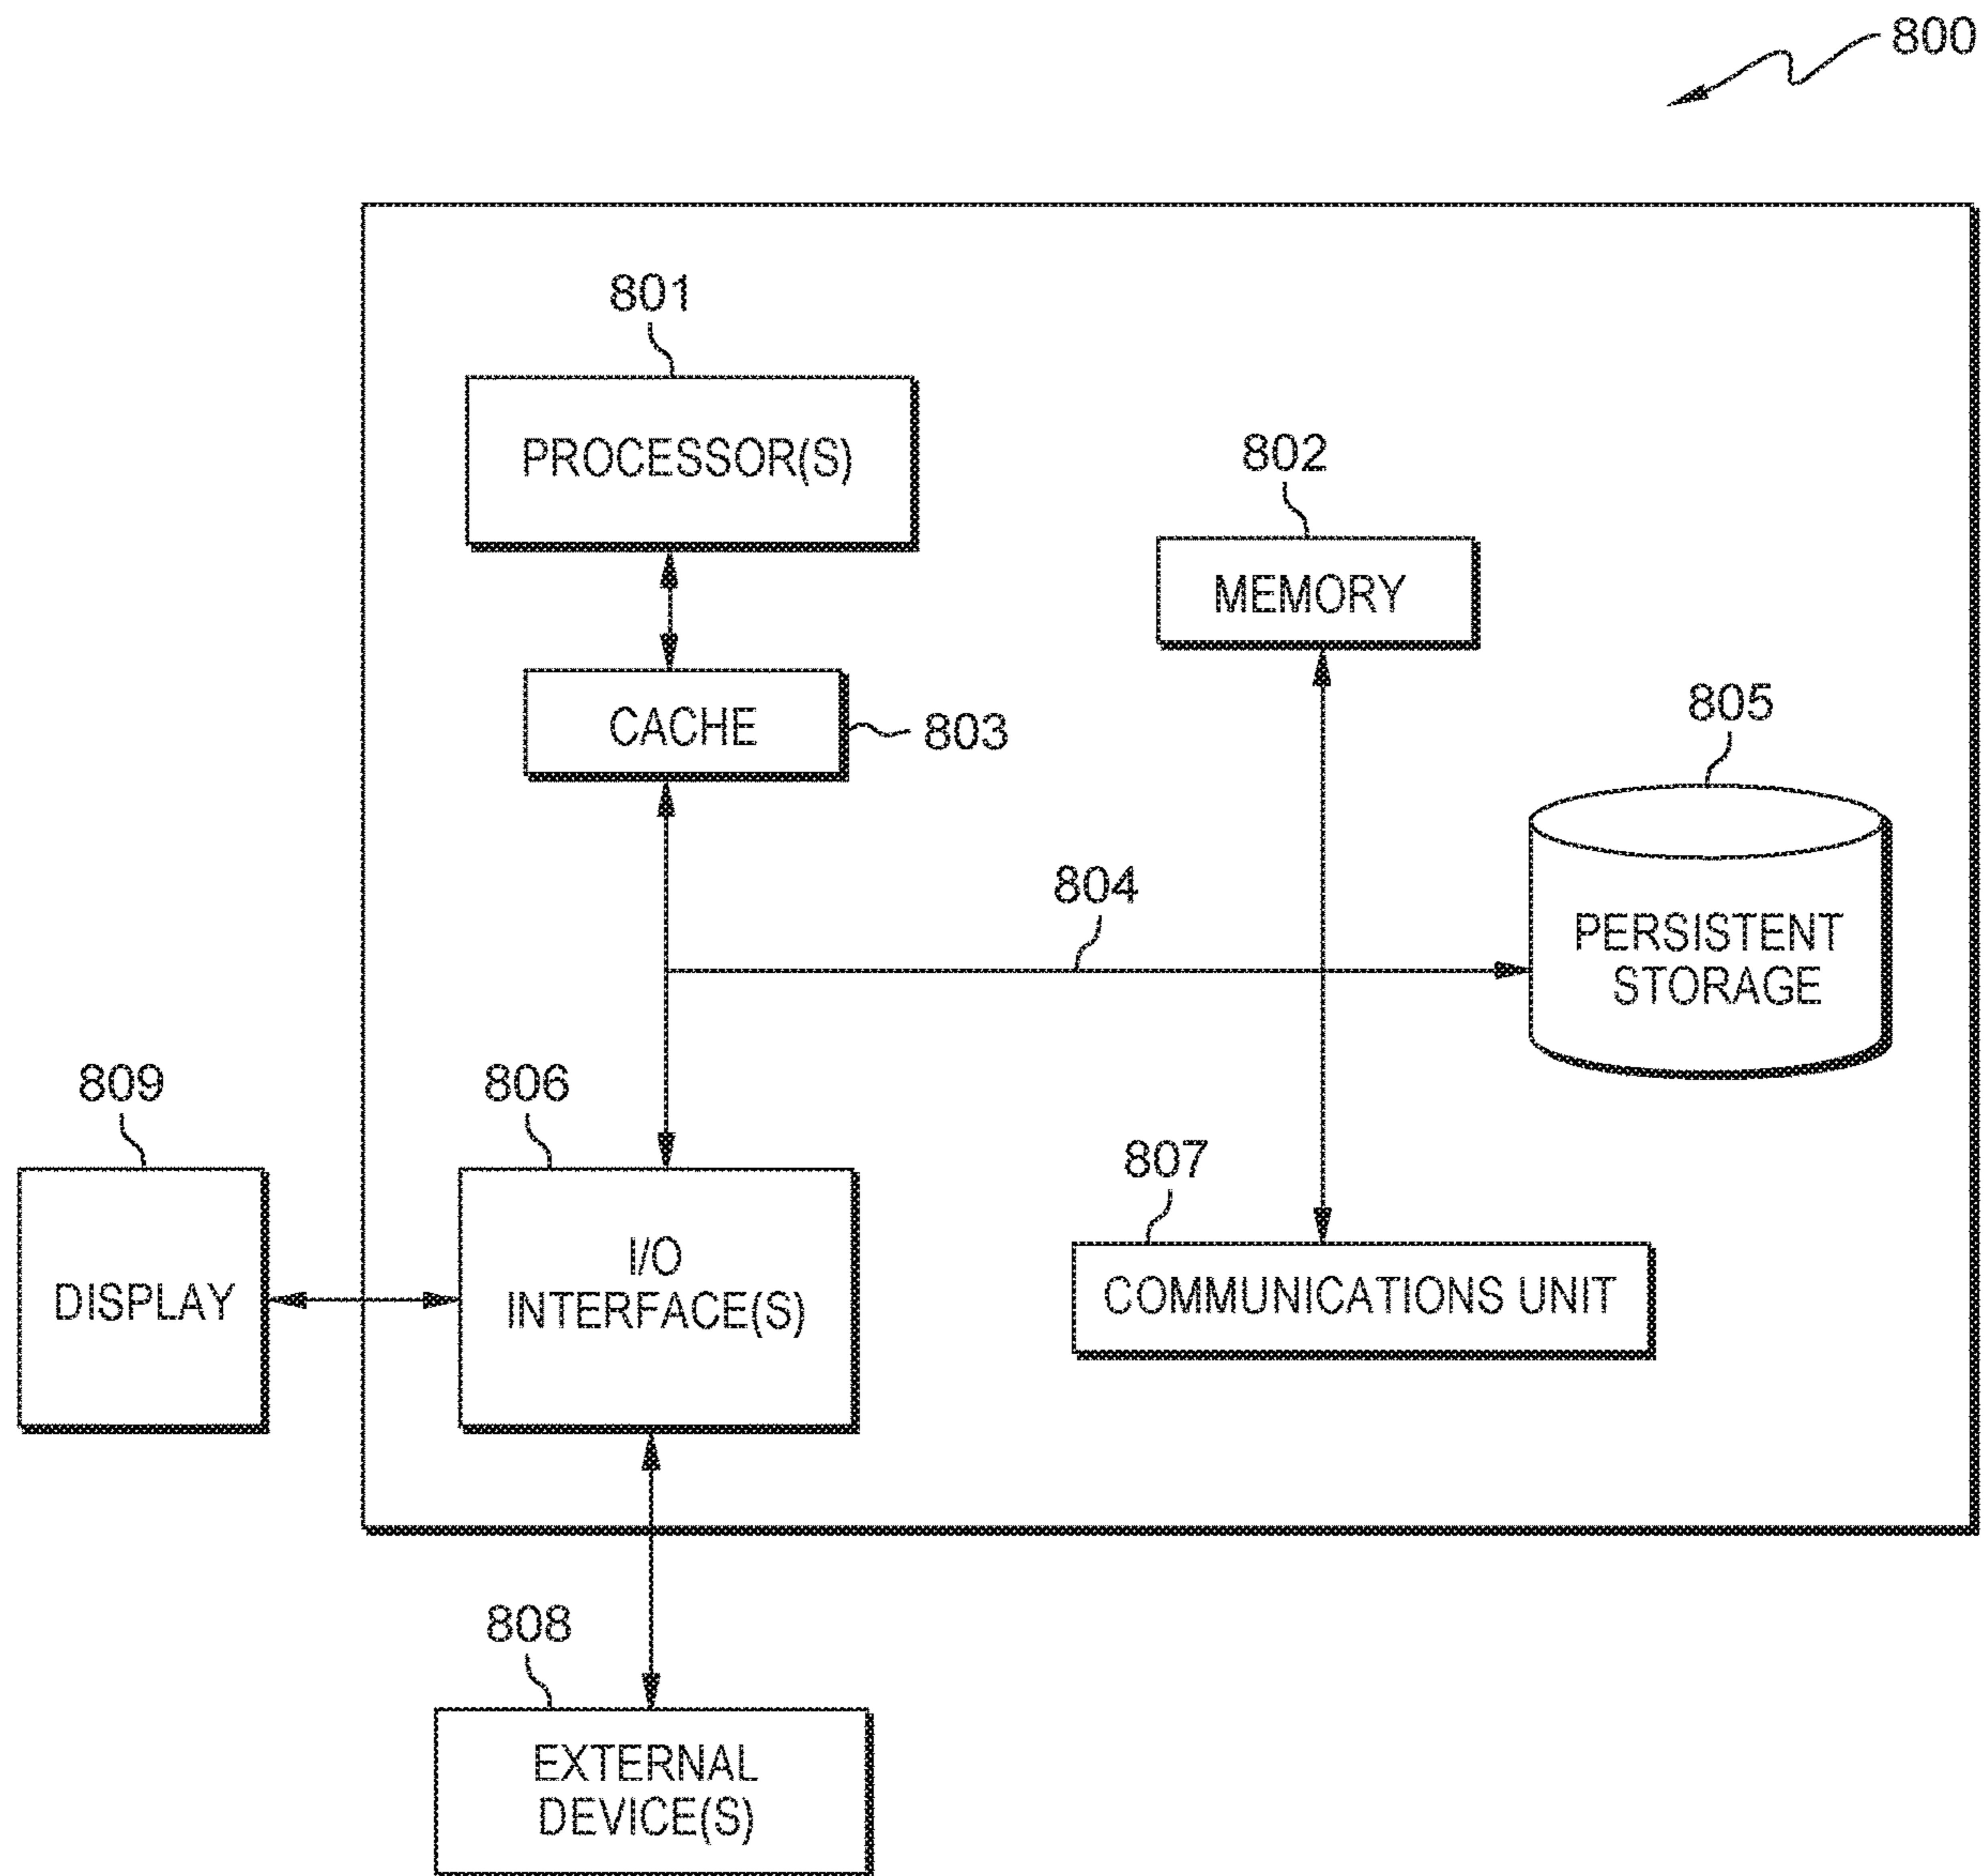 800
801
PROCESSOR(S)
802
MEMORY
CACHE
803
805
804
PERSISTENT
STORAGE
809
806
807
I/O
INTERFACE(S)
DISPLAY
COMMUNICATIONS UNIT
808
EXTERNAL
DEVICE(S)